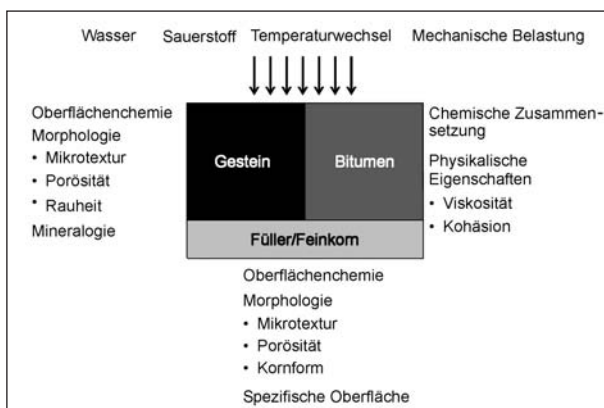 Wasser Sauerstoff Temperaturwechsel Mechanische Belastung
Oberflächenchemie
Morphologie
• Mikrotextur
• Porösität
• Rauheit
Mineralogie
Gestein
Bitumen
Füller/Feinkorn
Chemische Zusammen-
setzung
Physikalische
Eigenschaften
• Viskosität
• Kohäsion
Oberflächenchemie
Morphologie
• Mikrotextur
• Porösität
• Kornform
Spezifische Oberfläche